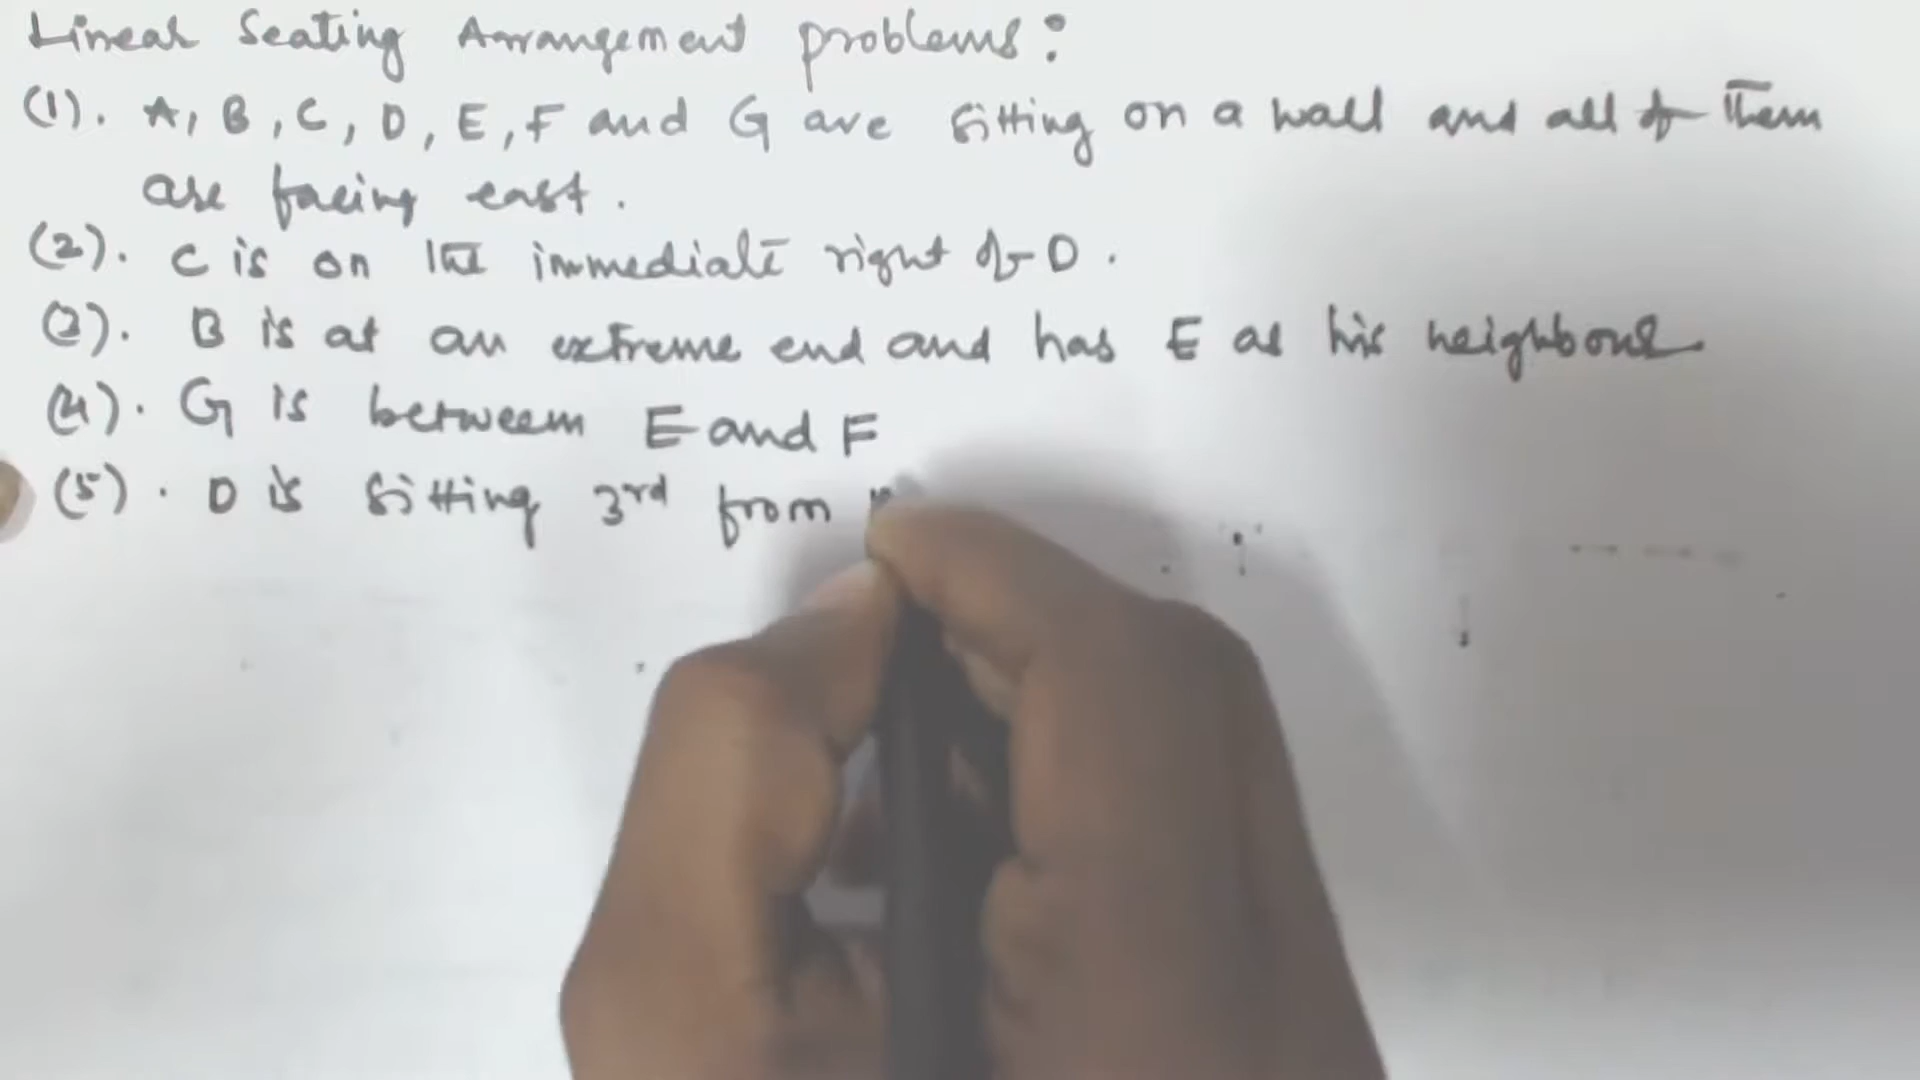 Linear Seating Arrangement problems:
(1). A, B, C, D, E, F and G are sitting on a wall and all of them
are facing east.
(2). C is on the immediate right of D.
(3). B is at an extreme end and has E as his neighbour
(4). G is between E and F
(5). D is sitting 3rd from